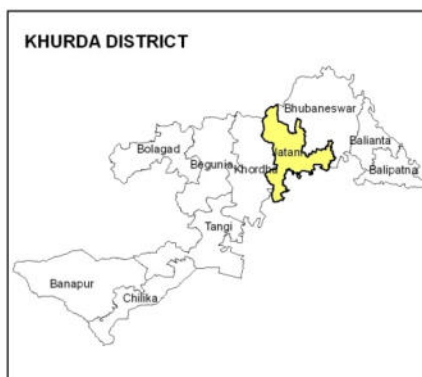 KHURDA DISTRICT
Bhubaneswar
Jatani
Balianta
Bolagad
Begunia
Khordha
Balipatna
Tangi
Banapur
Chilika